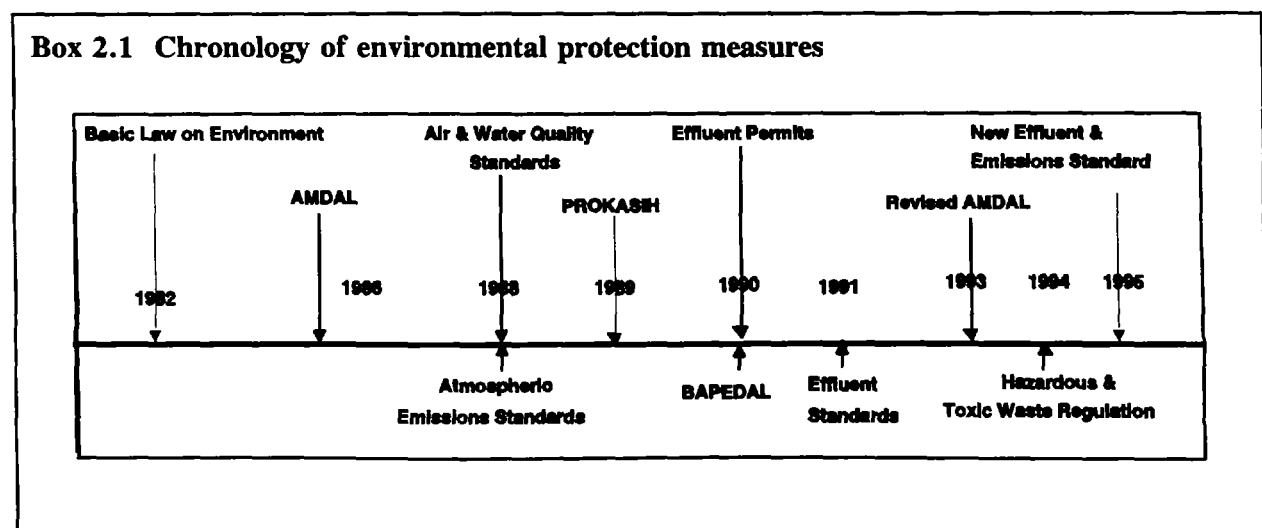 Box 2.1 Chronology of environmental protection measures
Basic Law on Environment
Air & Water Quality
Standards
Effluent Permits
New Effluent &
Emissions Standard
AMDAL
PROKASIH
Revised AMDAL
1982
1986
1988
1989
1990
1991
1993
1994
1995
Atmospheric
Emissions Standards
BAPEDAL
Effluent
Standards
Hazardous &
Toxic Waste Regulation